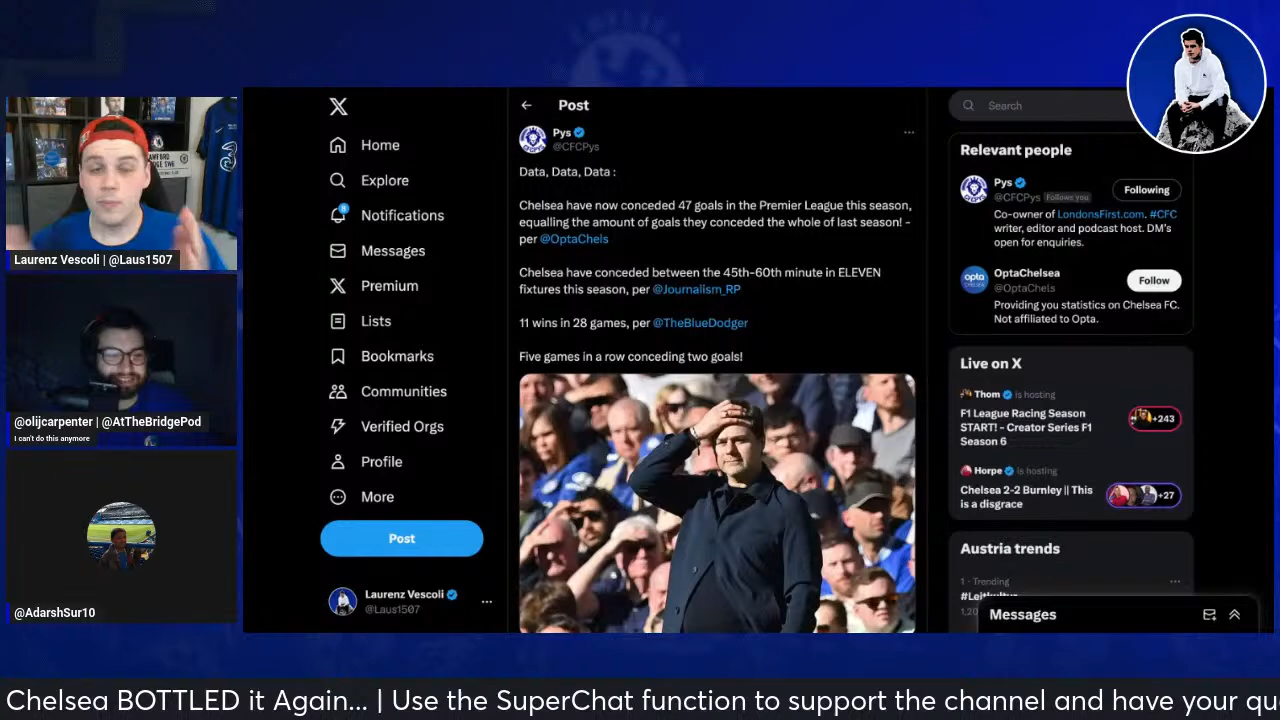 Laurenz Vescoli | @Laus1507
@olijcarpenter | @AtTheBridgePod
I can't do this anymore
@AdarshSur10
X
Home
Explore
8
Notifications
Messages
Premium
Lists
Bookmarks
Communities
Verified Orgs
Profile
More
Post
Laurenz Vescoli
@Laus1507
Post
Pys
@CFCPys
Data, Data, Data :
Chelsea have now conceded 47 goals in the Premier League this season,
equalling the amount of goals they conceded the whole of last season! -
per @OptaChels
Chelsea have conceded between the 45th-60th minute in ELEVEN
fixtures this season, per @Journalism_RP
11 wins in 28 games, per @TheBlueDodger
Five games in a row conceding two goals!
Search
Relevant people
Pys
@CFCPys Follows you
Following
Co-owner of LondonsFirst.com. #CFC
writer, editor and podcast host. DM's
open for enquiries.
opta
OptaChelsea
@OptaChels
Follow
Providing you statistics on Chelsea FC.
Not affiliated to Opta.
Live on X
Thom is hosting
F1 League Racing Season
START! - Creator Series F1
Season 6
+243
Horpe is hosting
Chelsea 2-2 Burnley || This
is a disgrace
+27
Austria trends
1 · Trending
#Leitkultur
Messages
Chelsea BOTTLED it Again... | Use the SuperChat function to support the channel and have your qu